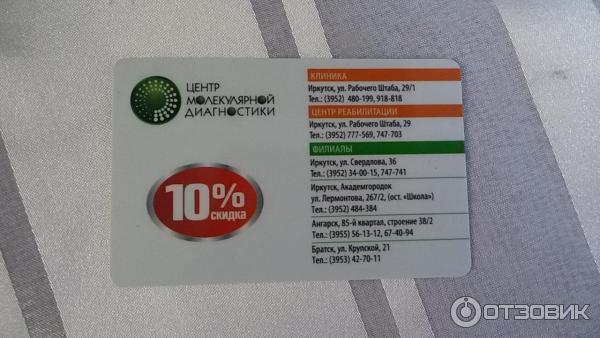 ЦЕНТР
МОЛЕКУЛЯРНОЙ
ДИАГНОСТИКИ
10%
скидка
КЛИНИКА
Иркутск, ул. Рабочего Штаба, 29/1
Тел.: (3952) 480-199, 918-818
ЦЕНТР РЕАБИЛИТАЦИИ
Иркутск, ул. Рабочего Штаба, 29
Тел.: (3952) 777-569, 747-703
ФИЛИАЛЫ
Иркутск, ул. Свердлова, 36
Тел.: (3952) 34-00-15, 747-741
Иркутск, Академгородок
ул. Лермонтова, 267/2, (ост. «Школа»)
Тел.: (3952) 484-384
Ангарск, 85-й квартал, строение 38/2
Тел.: (3955) 56-13-12, 67-40-94
Братск, ул. Крупской, 21
Тел.: (3953) 42-70-11
ОТЗОВИК